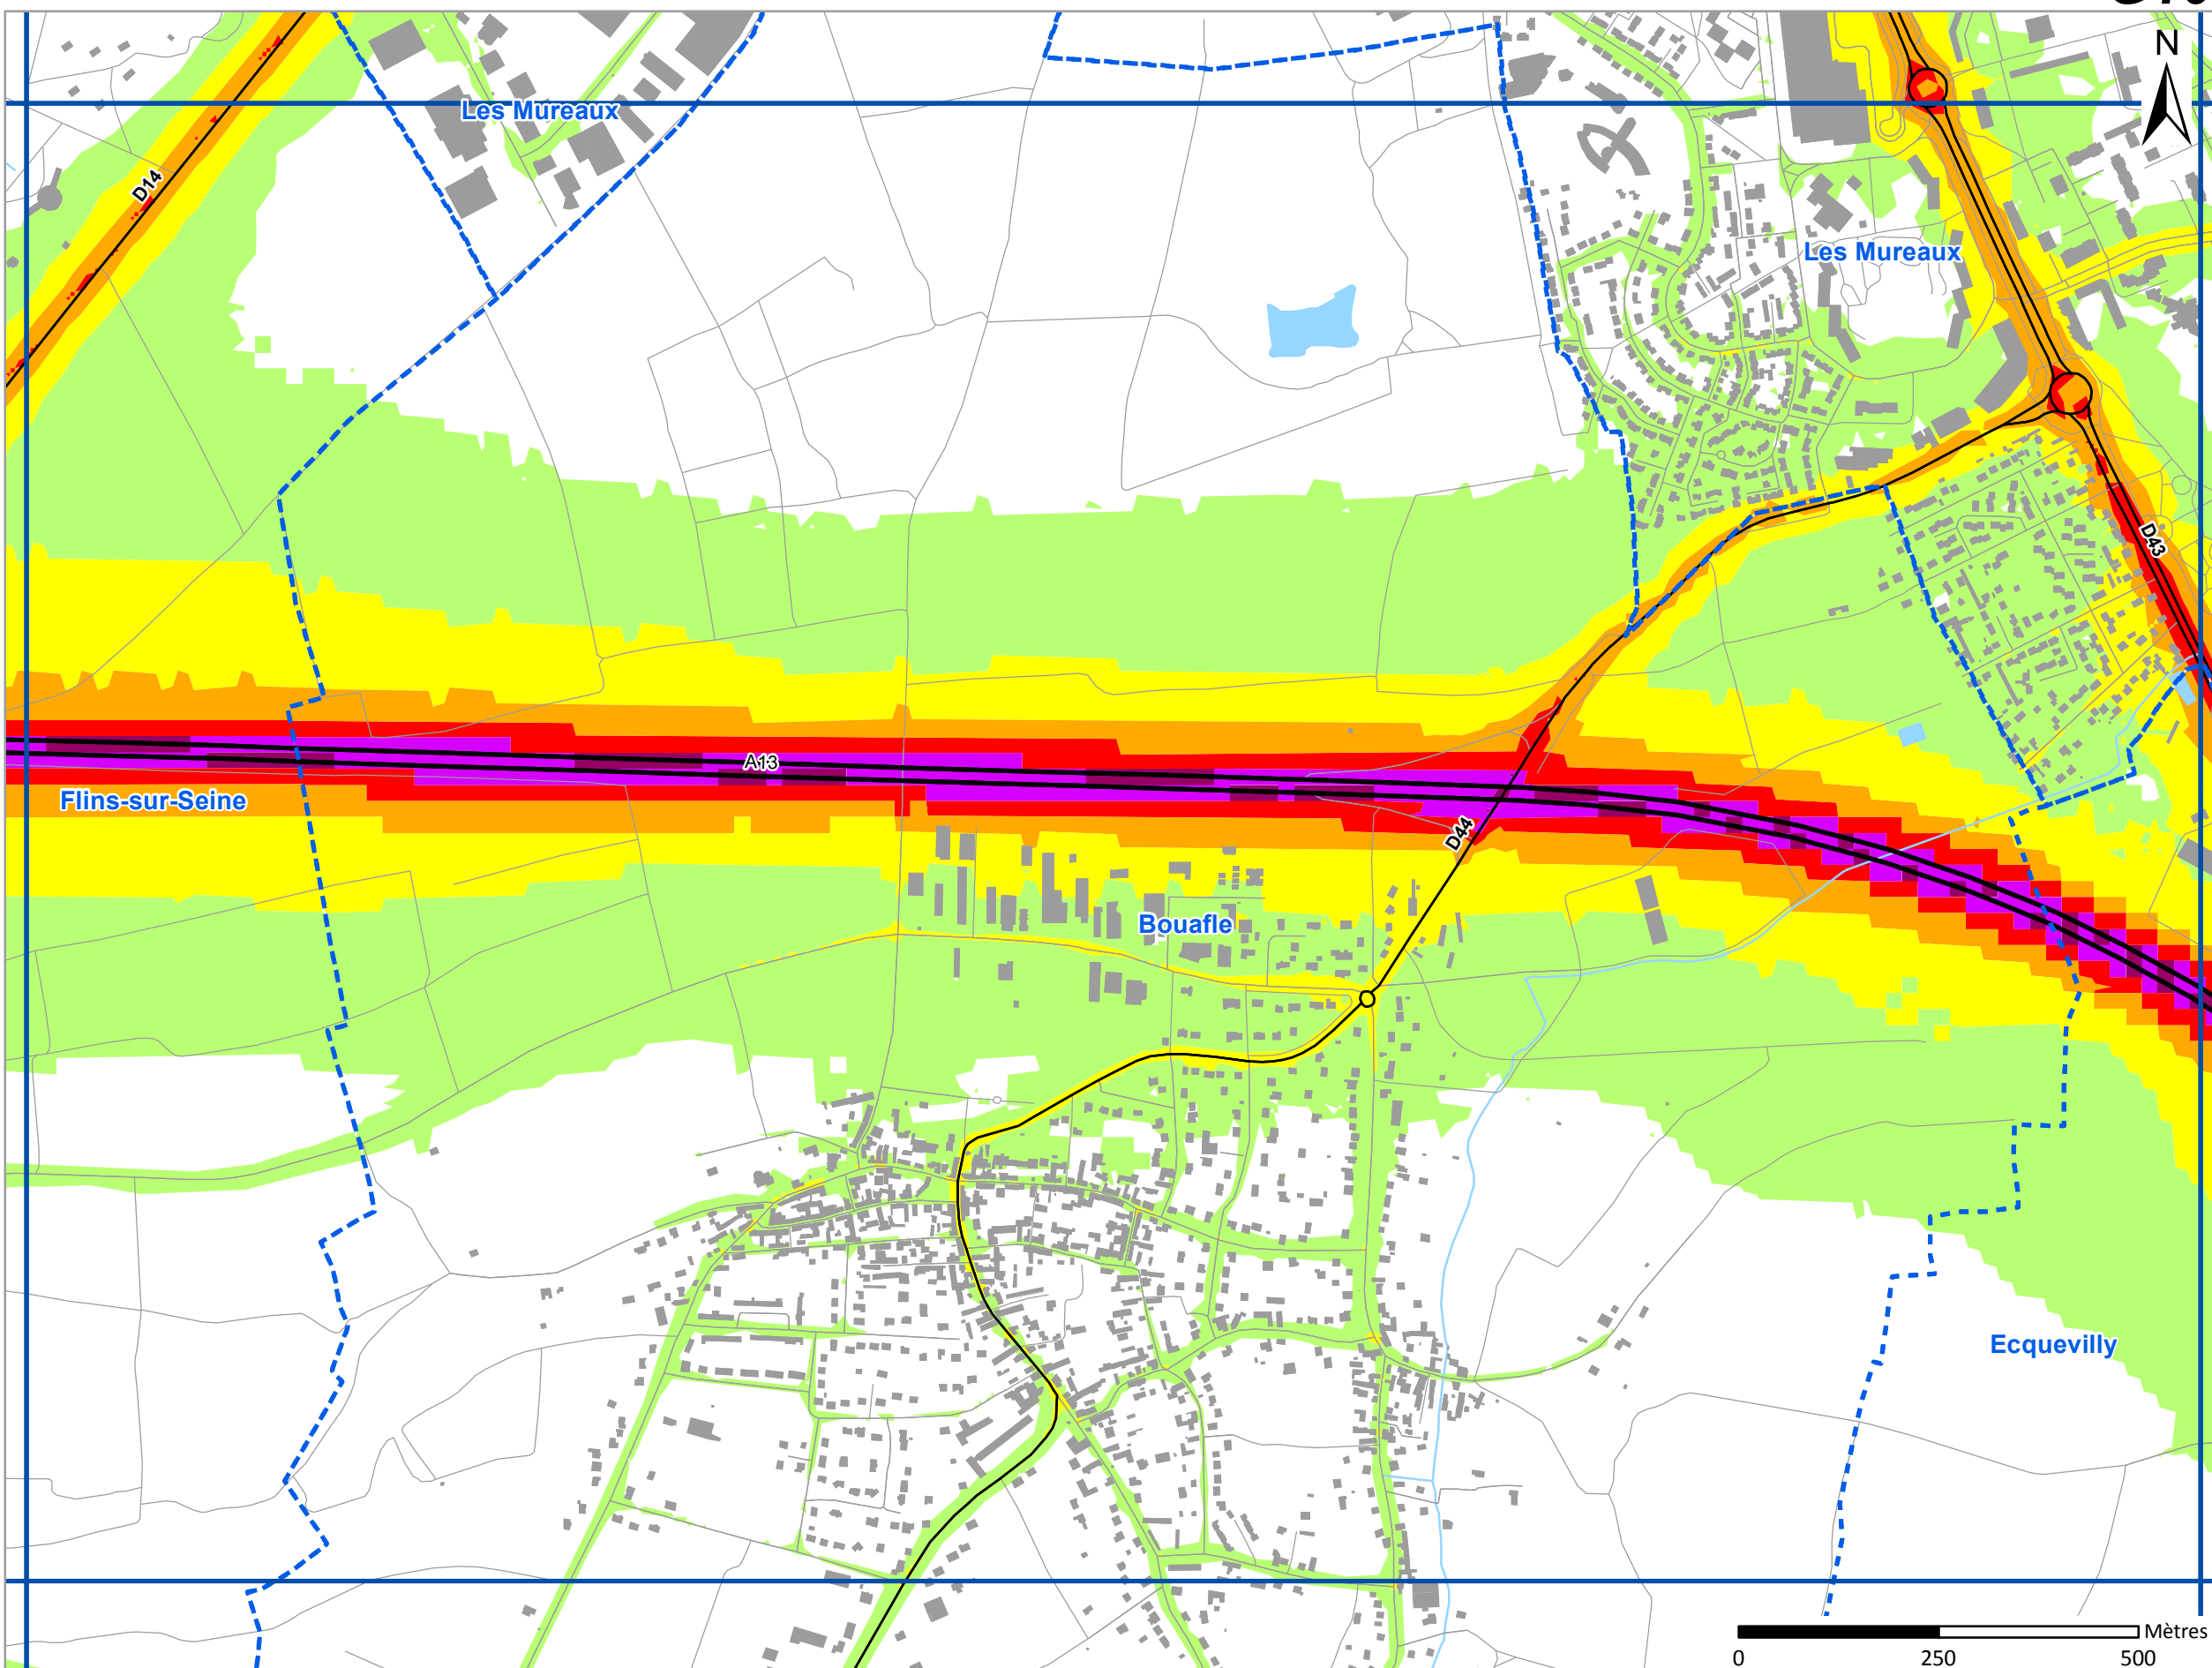 N
Les Mureaux
D14
Les Mureaux
D43
A13
Flins-sur-Seine
D44
Bouafle
Ecquevilly
Mètres
0 250 500